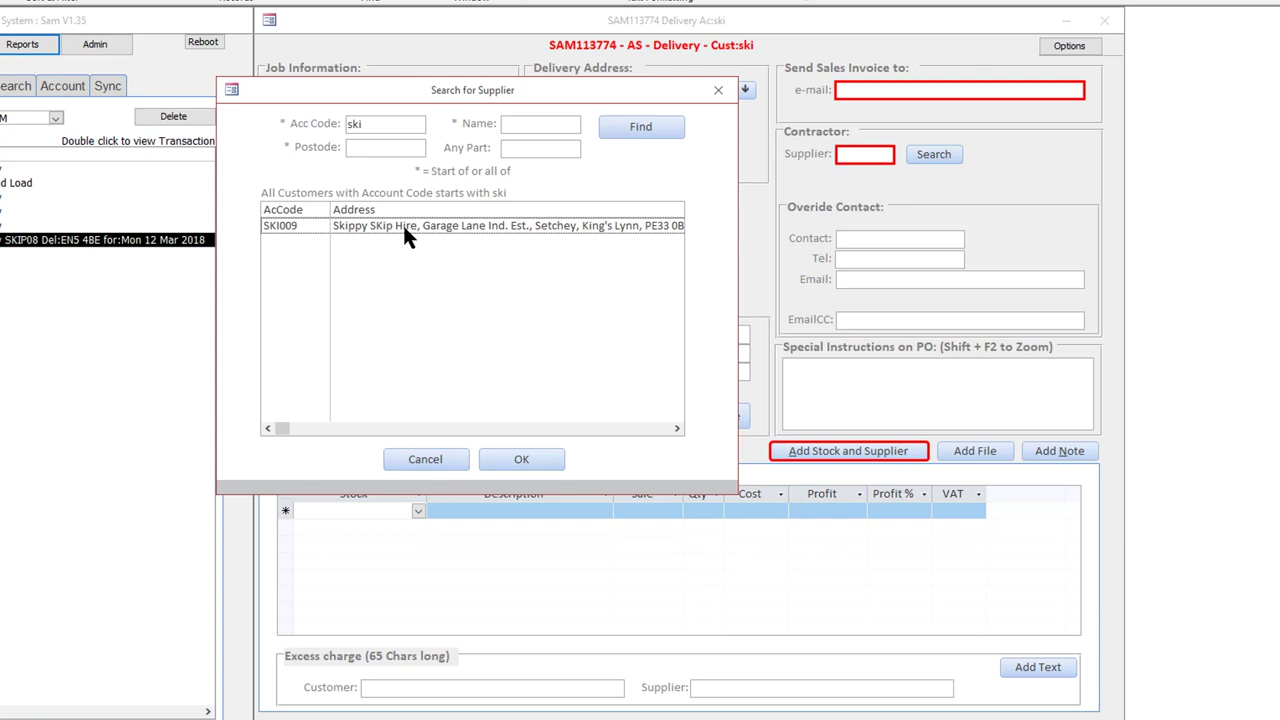 System : Sam V1.35
SAM113774 Delivery Ac:ski
Reports
Admin
Reboot
SAM113774 - AS - Delivery - Cust:ski
Options
Job Information:
Delivery Address:
Send Sales Invoice to:
e-mail:
earch
Account
Sync
Search for Supplier
M
Delete
Double click to view Transaction
* Acc Code: ski
* Name:
Find
* Postode:
Any Part:
* = Start of or all of
Contractor:
Supplier:
Search
d Load
All Customers with Account Code starts with ski
AcCode
Address
SKI009
Skippy SKip Hire, Garage Lane Ind. Est., Setchey, King's Lynn, PE33 0B
SKIP08 Del:EN5 4BE for:Mon 12 Mar 2018
Override Contact:
Contact:
Tel:
Email:
EmailCC:
Special Instructions on PO: (Shift + F2 to Zoom)
Cancel
OK
Add Stock and Supplier
Add File
Add Note
Stock
Description
Sale
Qty
Cost
Profit
Profit %
VAT
Excess charge (65 Chars long)
Add Text
Customer:
Supplier: